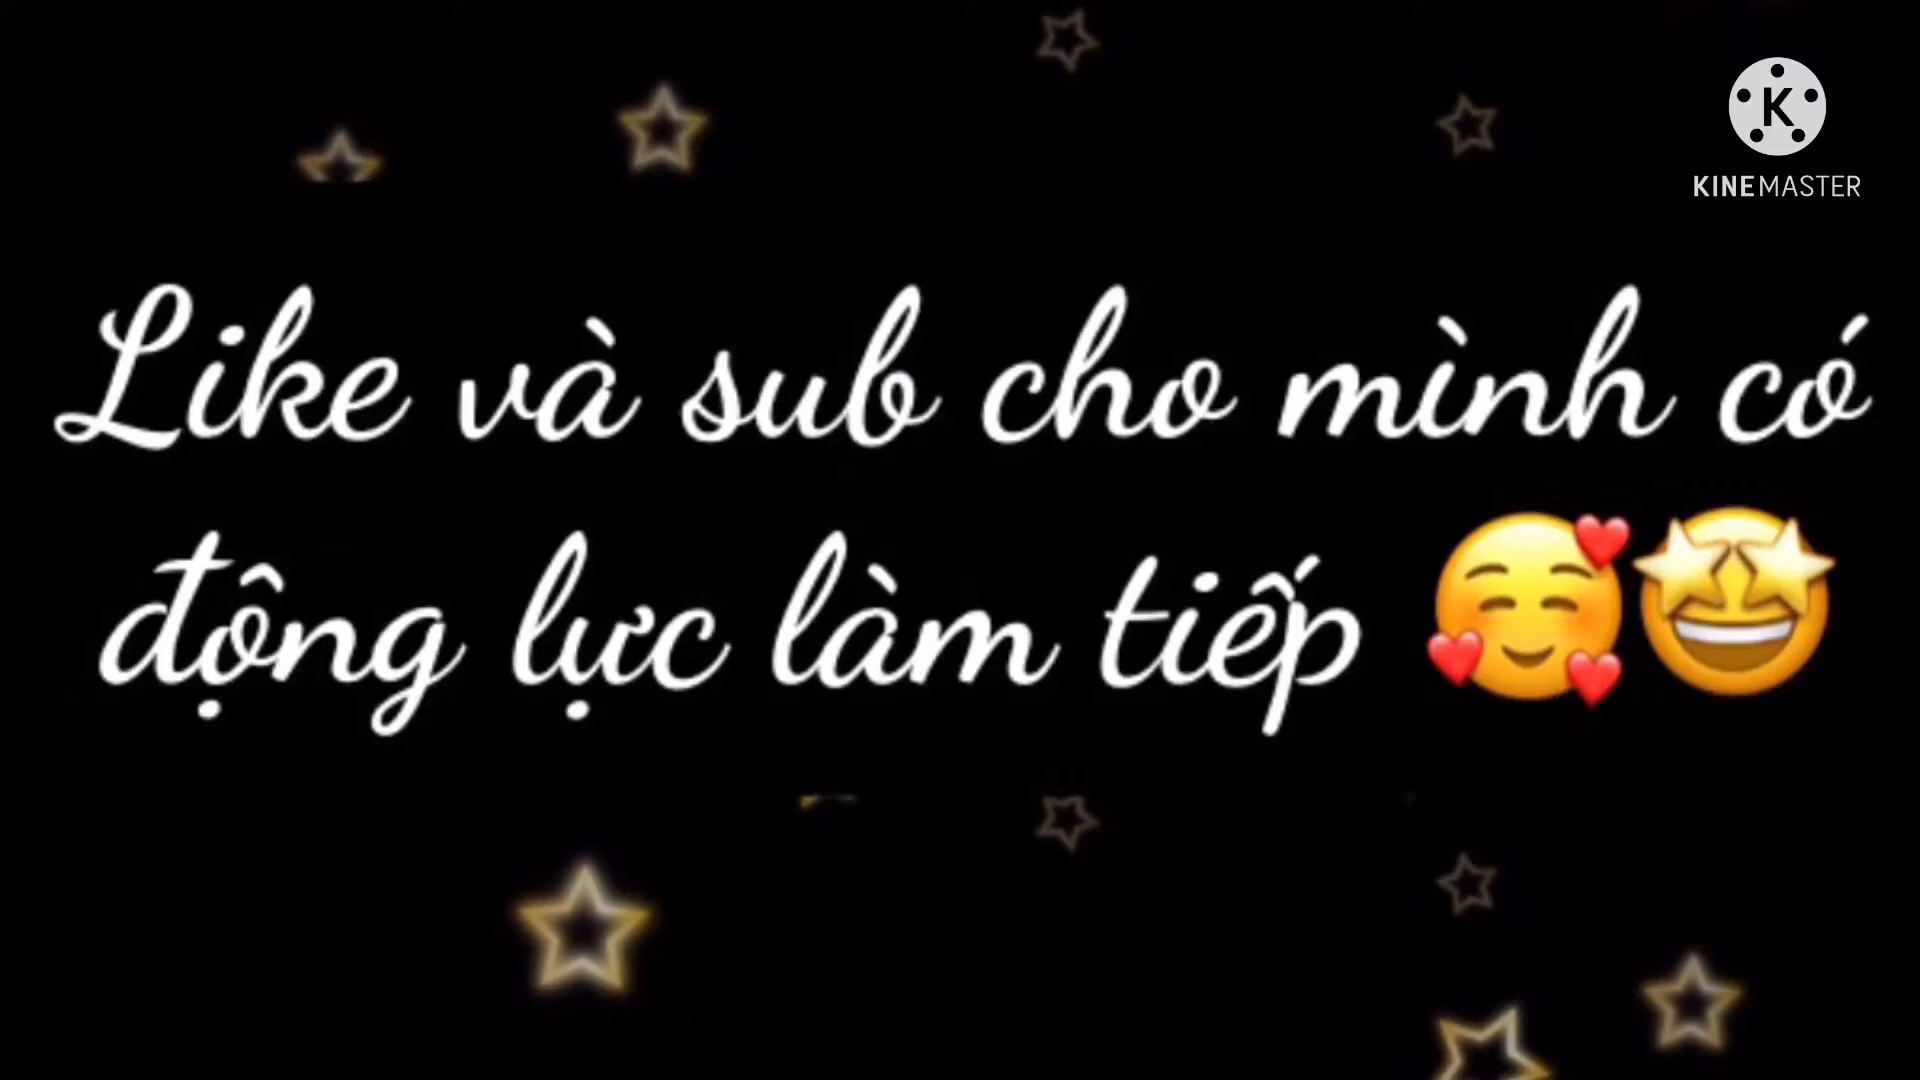 KINEMASTER
Like và sub cho mình có
động lực làm tiếp 🥰🤩